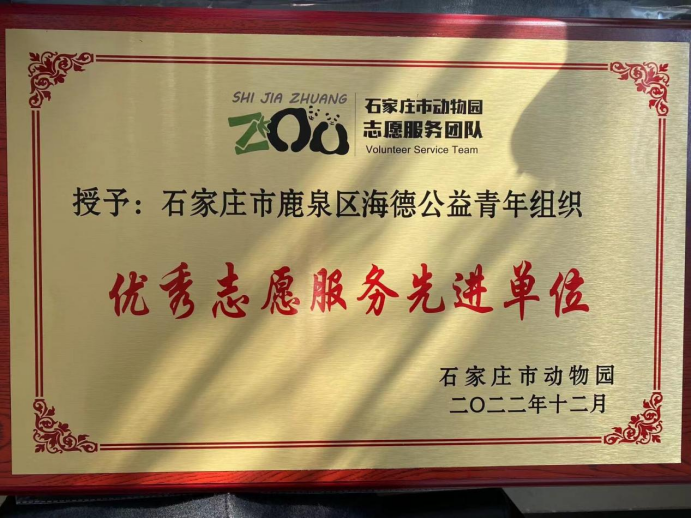 SHI JIA ZHUANG
ZOO
石家庄市动物园
志愿服务团队
Volunteer Service Team
授予：石家庄市鹿泉区海德公益青年组织
优秀志愿服务先进单位
石家庄市动物园
二〇二二年十二月